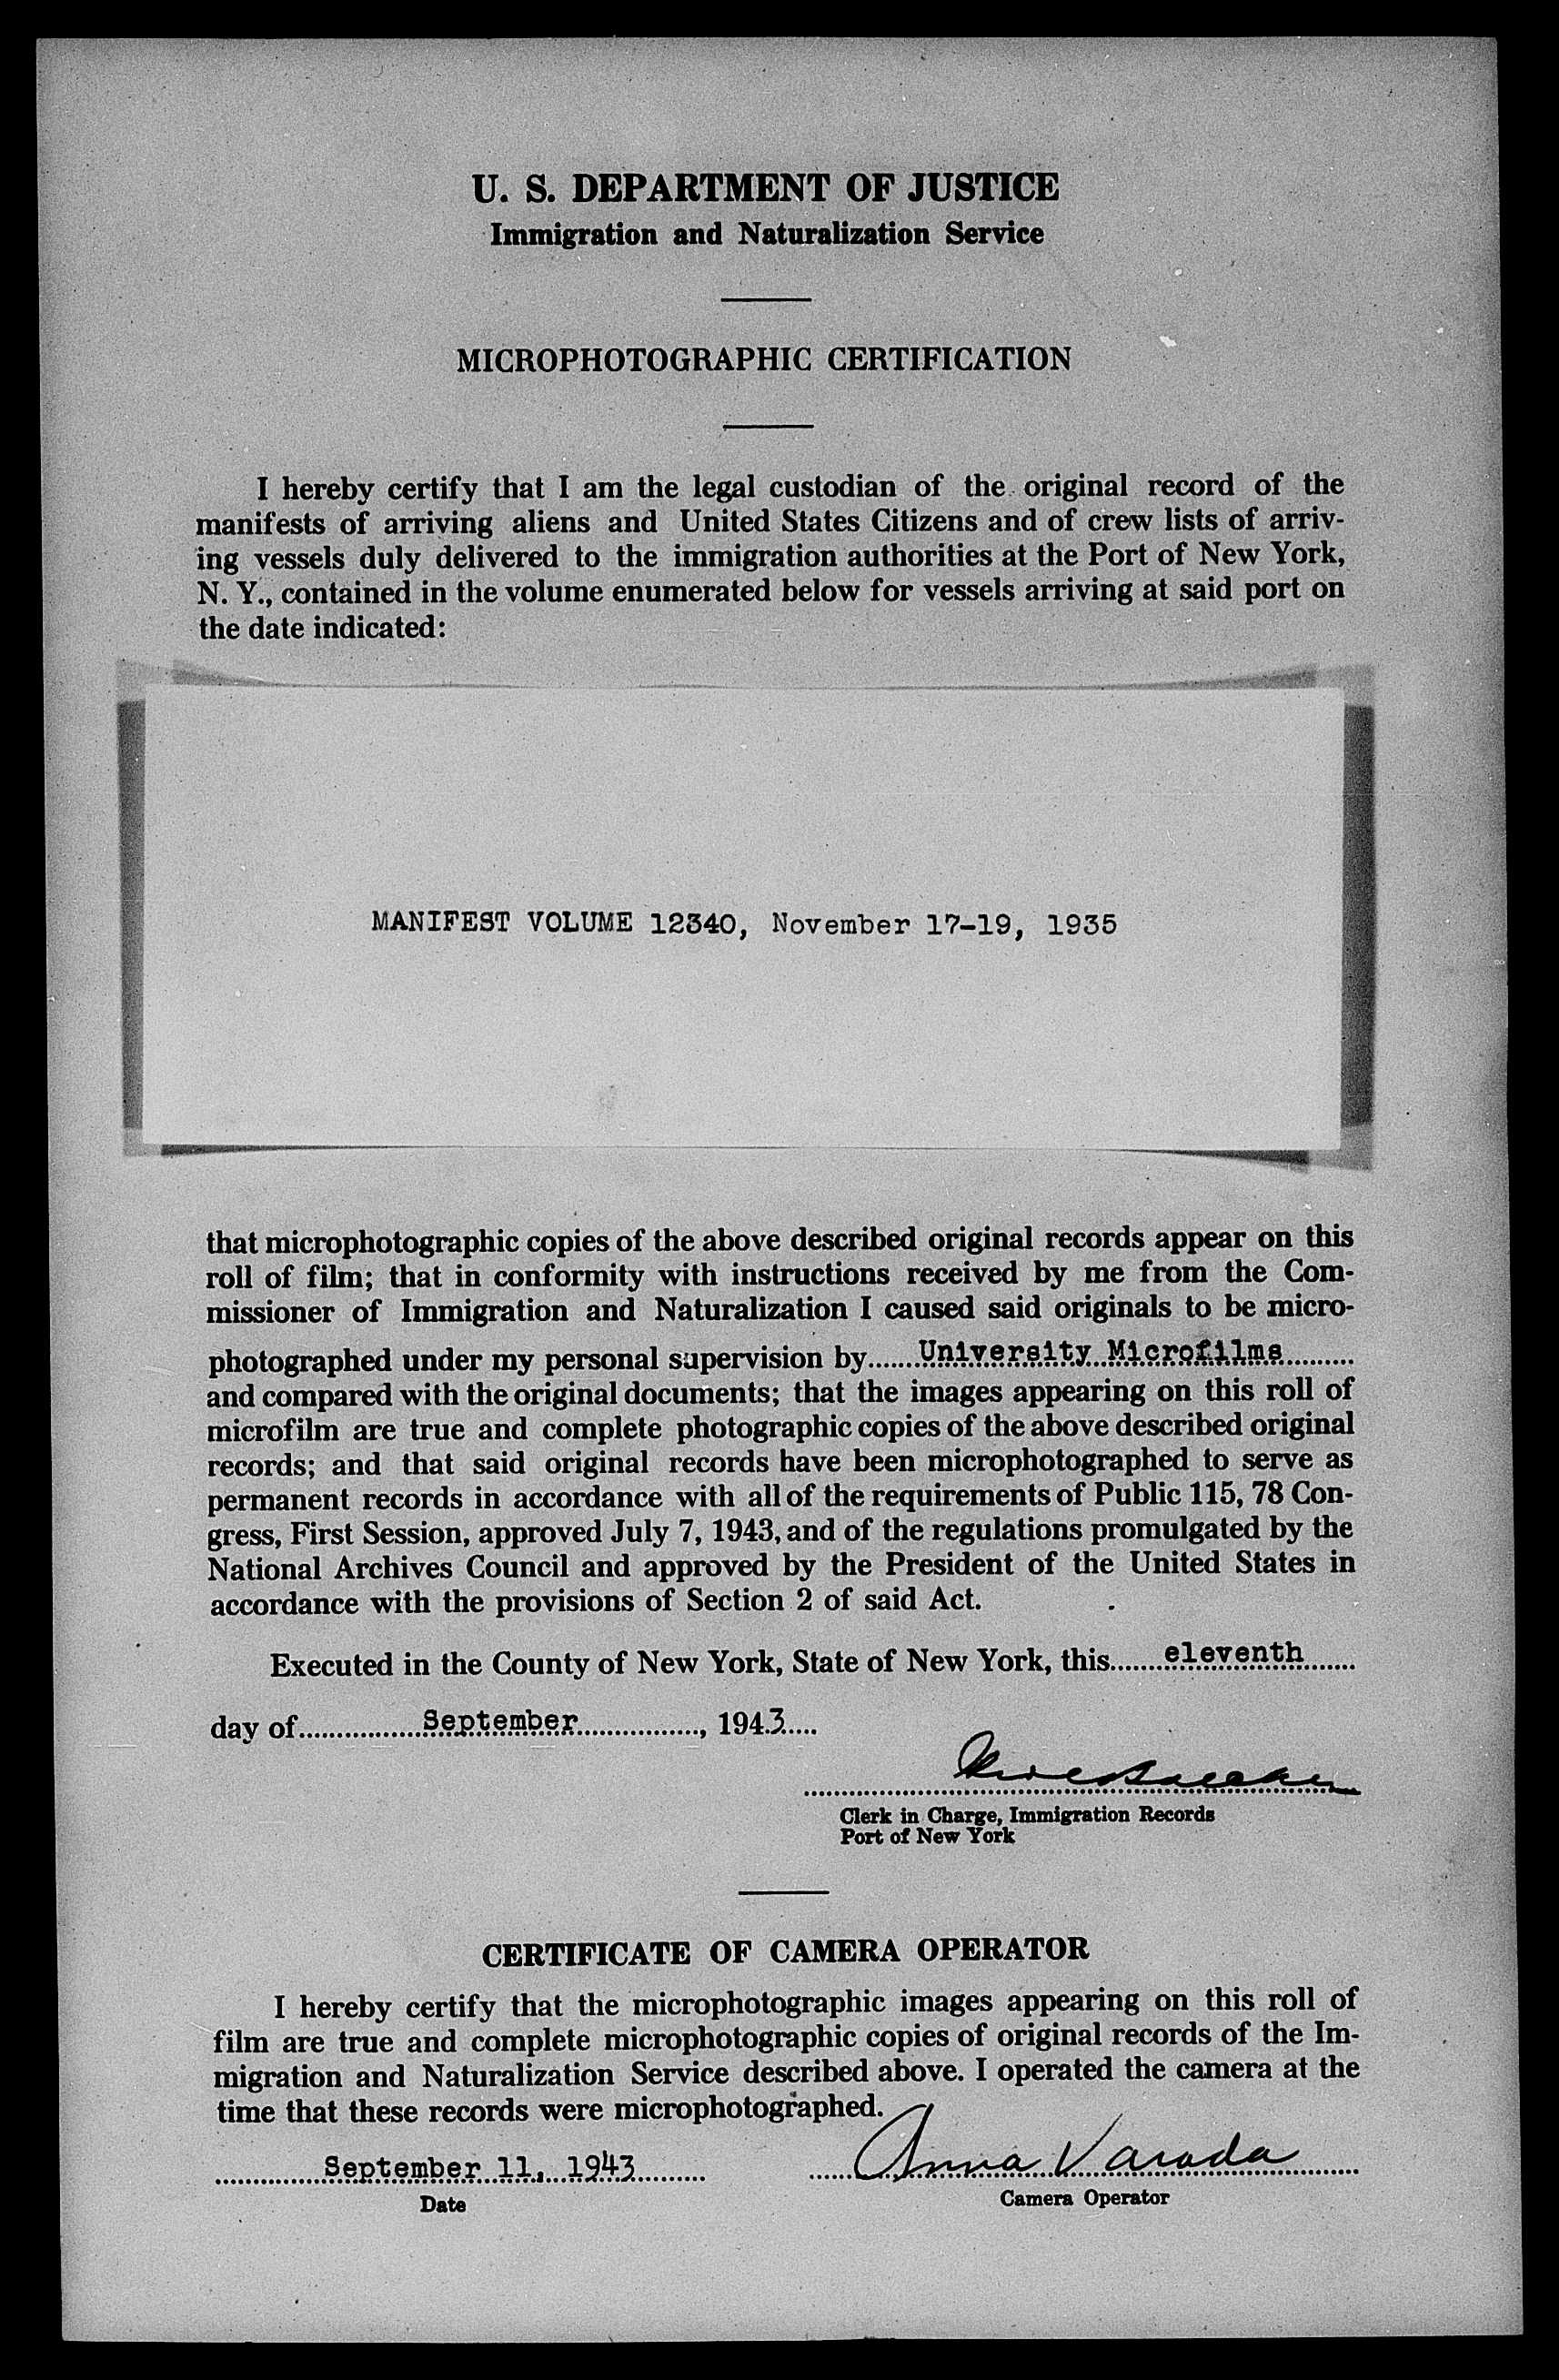 U. S. DEPARTMENT OF JUSTICE
Immigration and Naturalization Service
MICROPHOTOGRAPHIC CERTIFICATION
I hereby certify that I am the legal custodian of the original record of the
manifests of arriving aliens and United States Citizens and of crew lists of arriv-
ing vessels duly delivered to the immigration authorities at the Port of New York,
N. Y., contained in the volume enumerated below for vessels arriving at said port on
the date indicated:
MANIFEST VOLUME 12340, November 17-19, 1935
that microphotographic copies of the above described original records appear on this
roll of film; that in conformity with instructions received by me from the Com-
missioner of Immigration and Naturalization I caused said originals to be micro-
photographed under my personal supervision by......University Microfilms..........
and compared with the original documents; that the images appearing on this roll of
microfilm are true and complete photographic copies of the above described original
records; and that said original records have been microphotographed to serve as
permanent records in accordance with all of the requirements of Public 115, 78 Con-
gress, First Session, approved July 7, 1943, and of the regulations promulgated by the
National Archives Council and approved by the President of the United States in
accordance with the provisions of Section 2 of said Act.
Executed in the County of New York, State of New York, this.......eleventh.......
day of.................September................., 1943.....
Clerk in Charge, Immigration Records
Port of New York
CERTIFICATE OF CAMERA OPERATOR
I hereby certify that the microphotographic images appearing on this roll of
film are true and complete microphotographic copies of original records of the Im-
migration and Naturalization Service described above. I operated the camera at the
time that these records were microphotographed.
September 11, 1943 Anna Varada
Date Camera Operator